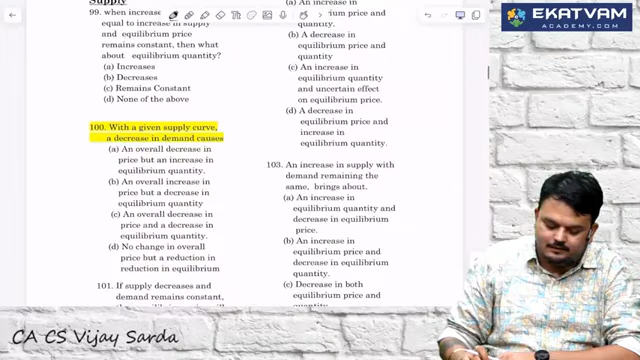 Supply
99. when increase
equal to increase in supply
and equilibrium price
remains constant, then what
about equilibrium quantity?
(a) Increases
(b) Decreases
(c) Remains Constant
(d) None of the above
100. With a given supply curve,
a decrease in demand causes
(a) An overall decrease in
price but an increase in
equilibrium quantity.
(b) An overall increase in
price but a decrease in
equilibrium quantity
(c) An overall decrease in
price and a decrease in
equilibrium quantity.
(d) No change in overall
price but a reduction in
reduction in equilibrium
101. If supply decreases and
demand remains constant,
(a) An increase in
equilibrium price and
quantity.
(b) A decrease in
equilibrium price and
quantity
(c) An increase in
equilibrium quantity
and uncertain effect
on equilibrium price.
(d) A decrease in
equilibrium price and
increase in
equilibrium quantity.
103. An increase in supply with
demand remaining the
same, brings about.
(a) An increase in
equilibrium quantity and
decrease in equilibrium
price.
(b) An increase in
equilibrium price and
decrease in equilibrium
quantity.
(c) Decrease in both
equilibrium price and
quantity.
EKATVAM
ACADEMY.COM
CA CS Vijay Sarda